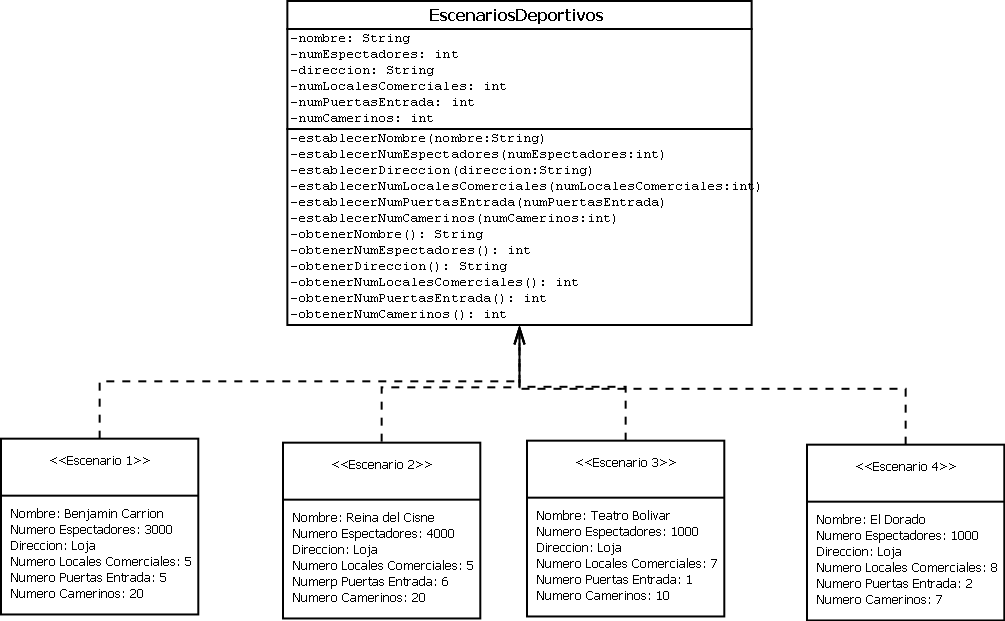 EscenariosDeportivos
-nombre: String
-numEspectadores: int
-direccion: String
-numLocalesComerciales: int
-numPuertasEntrada: int
-numCamerinos: int
-establecerNombre(nombre:String)
-establecerNumEspectadores(numEspectadores:int)
-establecerDireccion(direccion:String)
-establecerNumLocalesComerciales(numLocalesComerciales:int)
-establecerNumPuertasEntrada(numPuertasEntrada)
-establecerNumCamerinos(numCamerinos:int)
-obtenerNombre(): String
-obtenerNumEspectadores(): int
-obtenerDireccion(): String
-obtenerNumLocalesComerciales(): int
-obtenerNumPuertasEntrada(): int
-obtenerNumCamerinos(): int
<<Escenario 1>>
Nombre: Benjamin Carrion
Numero Espectadores: 3000
Direccion: Loja
Numero Locales Comerciales: 5
Numero Puertas Entrada: 5
Numero Camerinos: 20
<<Escenario 2>>
Nombre: Reina del Cisne
Numero Espectadores: 4000
Direccion: Loja
Numero Locales Comerciales: 5
Numerp Puertas Entrada: 6
Numero Camerinos: 20
<<Escenario 3>>
Nombre: Teatro Bolivar
Numero Espectadores: 1000
Direccion: Loja
Numero Locales Comerciales: 7
Numero Puertas Entrada: 1
Numero Camerinos: 10
<<Escenario 4>>
Nombre: El Dorado
Numero Espectadores: 1000
Direccion: Loja
Numero Locales Comerciales: 8
Numero Puertas Entrada: 2
Numero Camerinos: 7